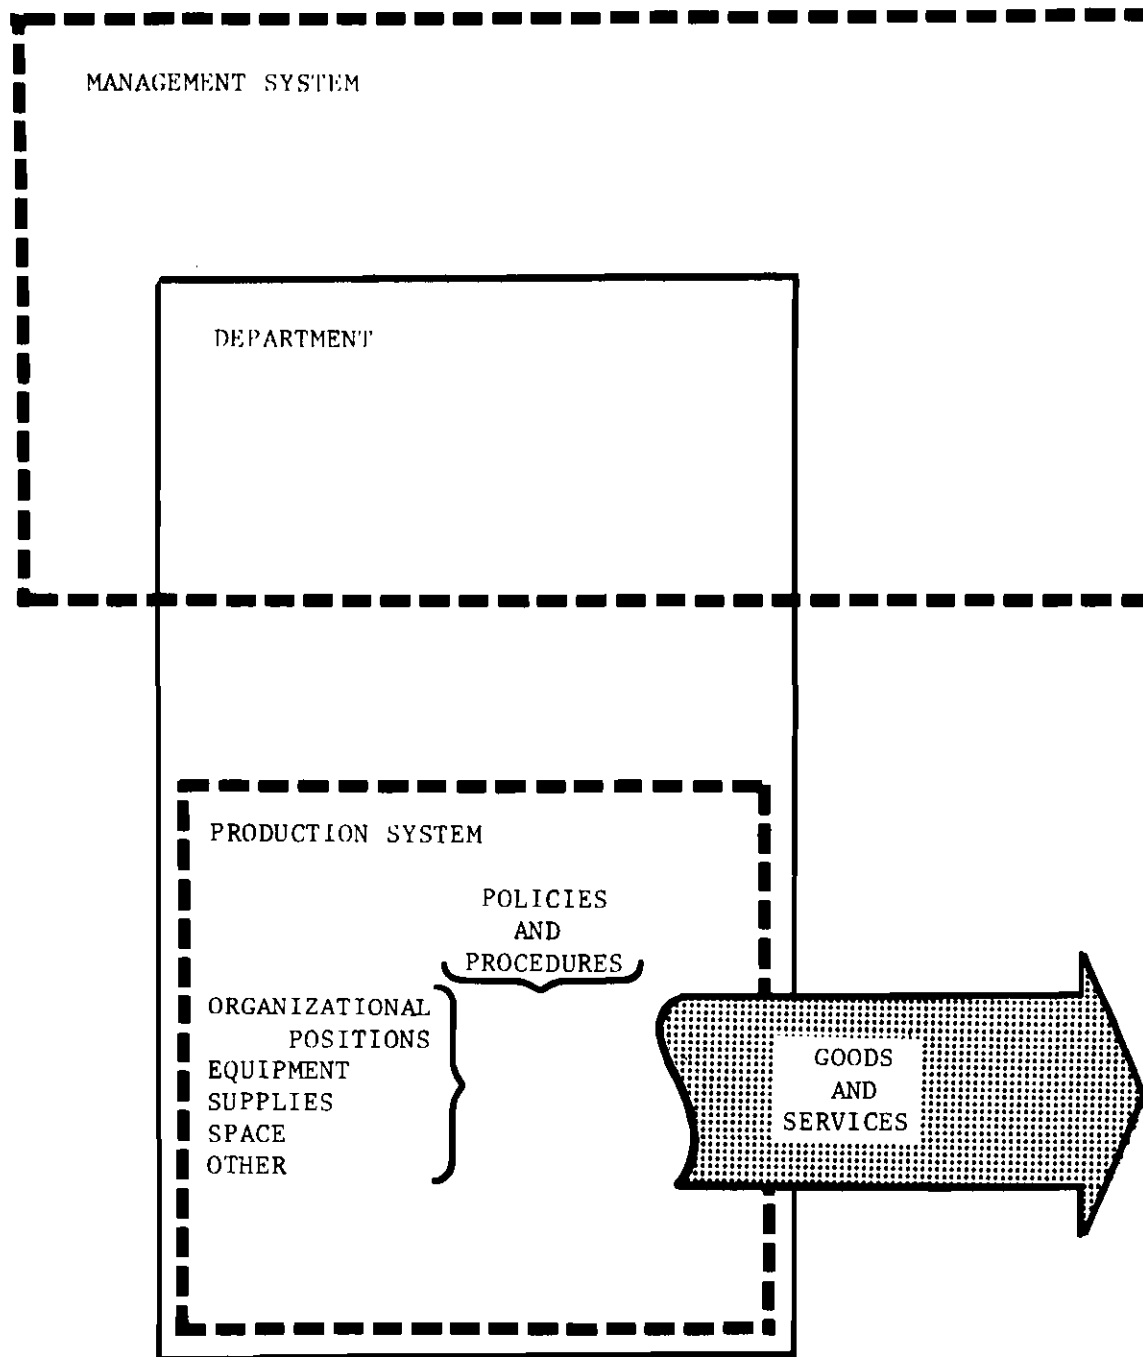 MANAGEMENT SYSTEM
DEPARTMENT
PRODUCTION SYSTEM
POLICIES
AND
PROCEDURES
ORGANIZATIONAL
POSITIONS
EQUIPMENT
SUPPLIES
SPACE
OTHER
GOODS
AND
SERVICES